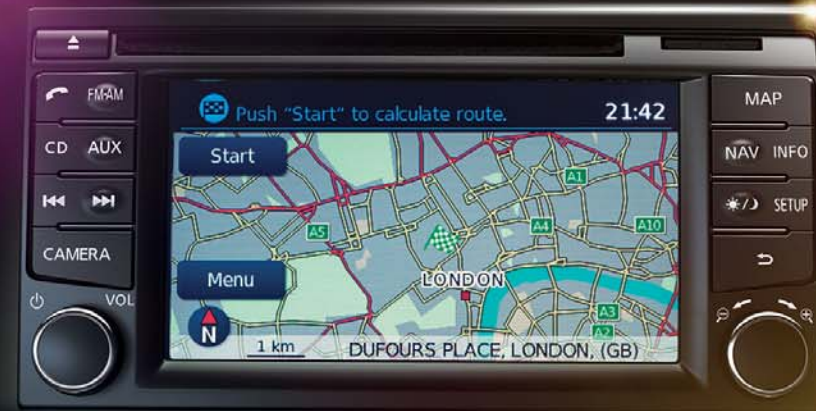 FM·AM
CD AUX
CAMERA
VOL
Push "Start" to calculate route.
21:42
Start
Menu
N
1 km
A1
A5
A4
A10
LONDON
A3
A2
DUFOURS PLACE, LONDON, (GB)
MAP
NAV INFO
SETUP